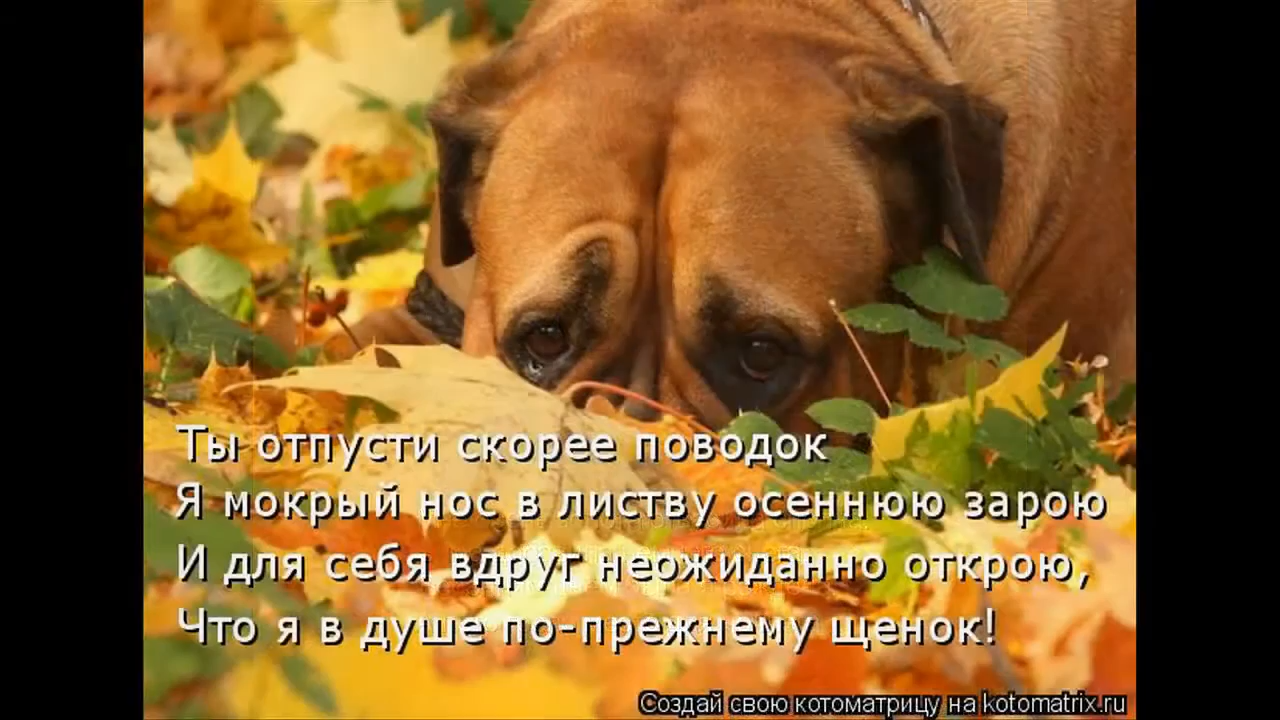 Ты отпусти скорее поводок
Я мокрый нос в листву осеннюю зарою
И для себя вдруг неожиданно открою,
Что я в душе по-прежнему щенок!
Создай свою котоматрицу на kotomatrix.ru